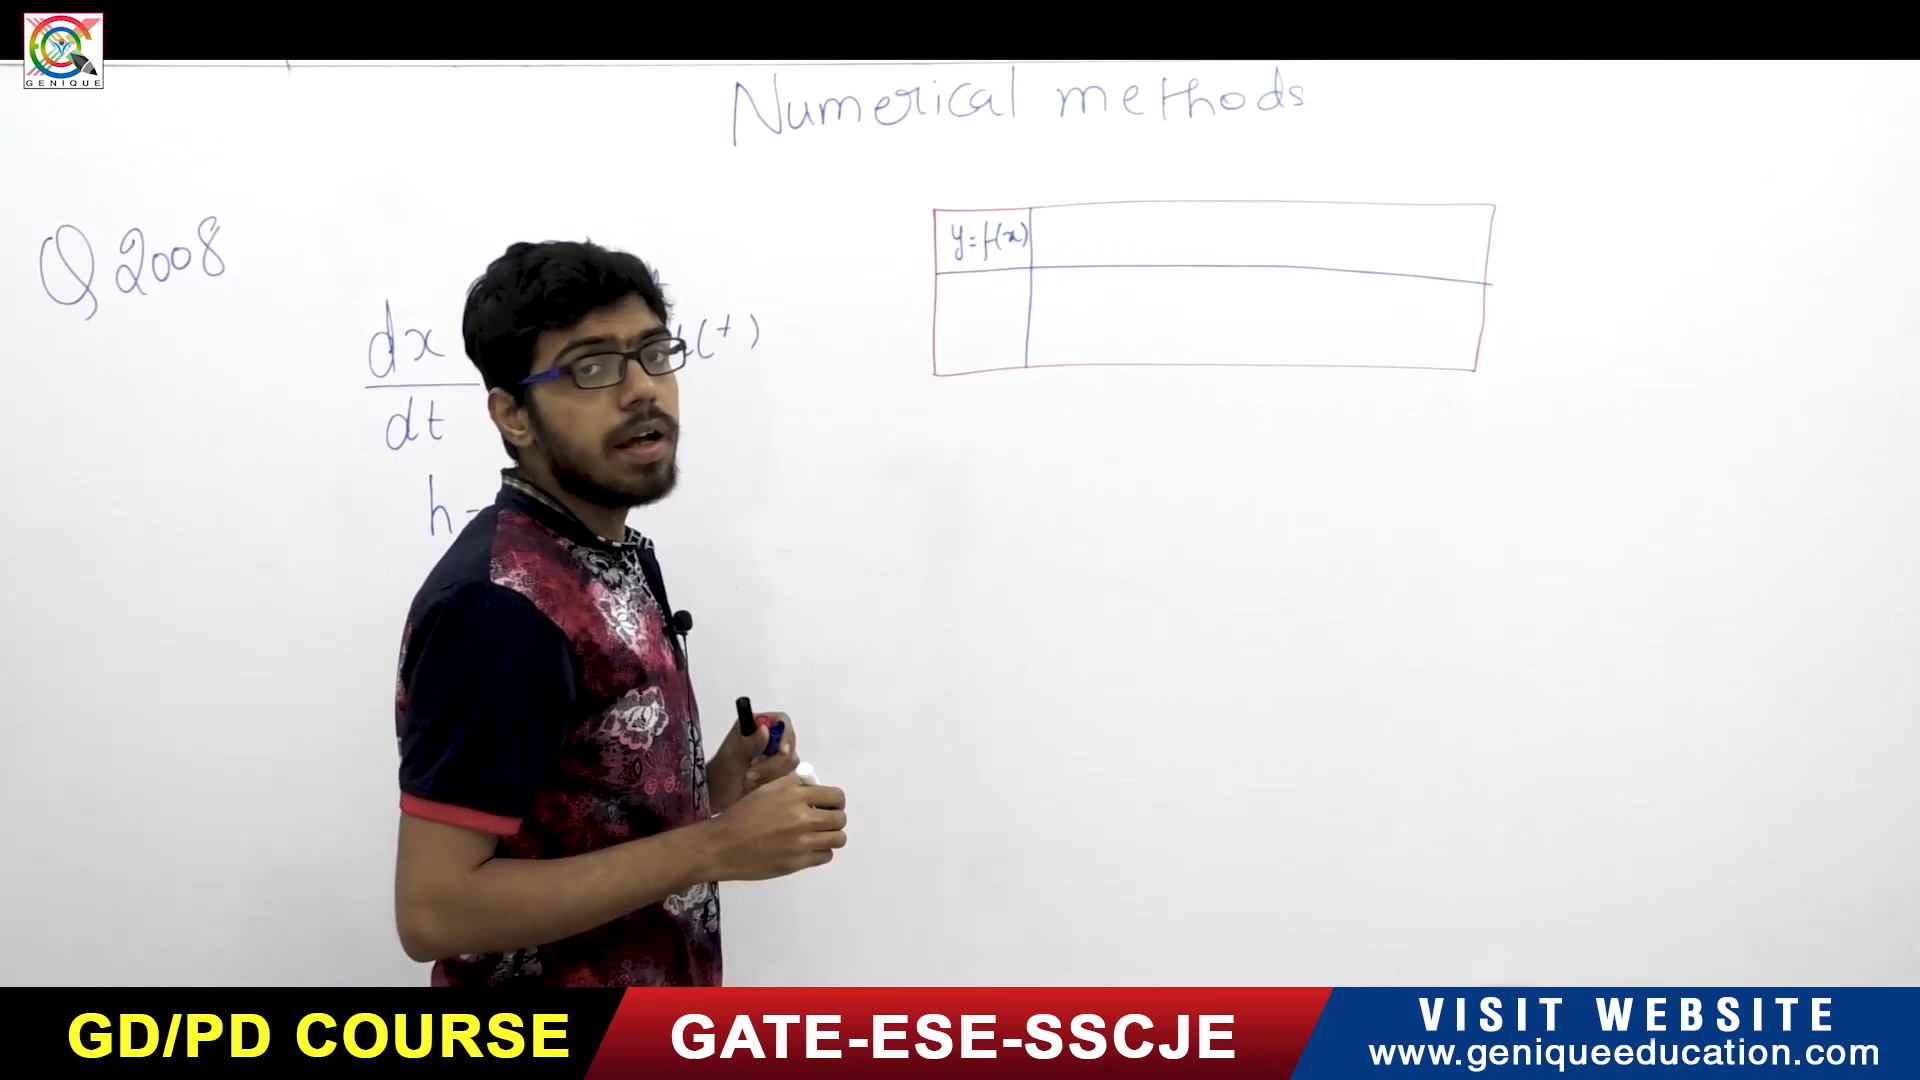 GENIQUE
Numerical methods
Q 2008
y=f(x)
dx
(t)
dt
h
GD/PD COURSE
GATE-ESE-SSCJE
VISIT WEBSITE
www.geniqueeducation.com